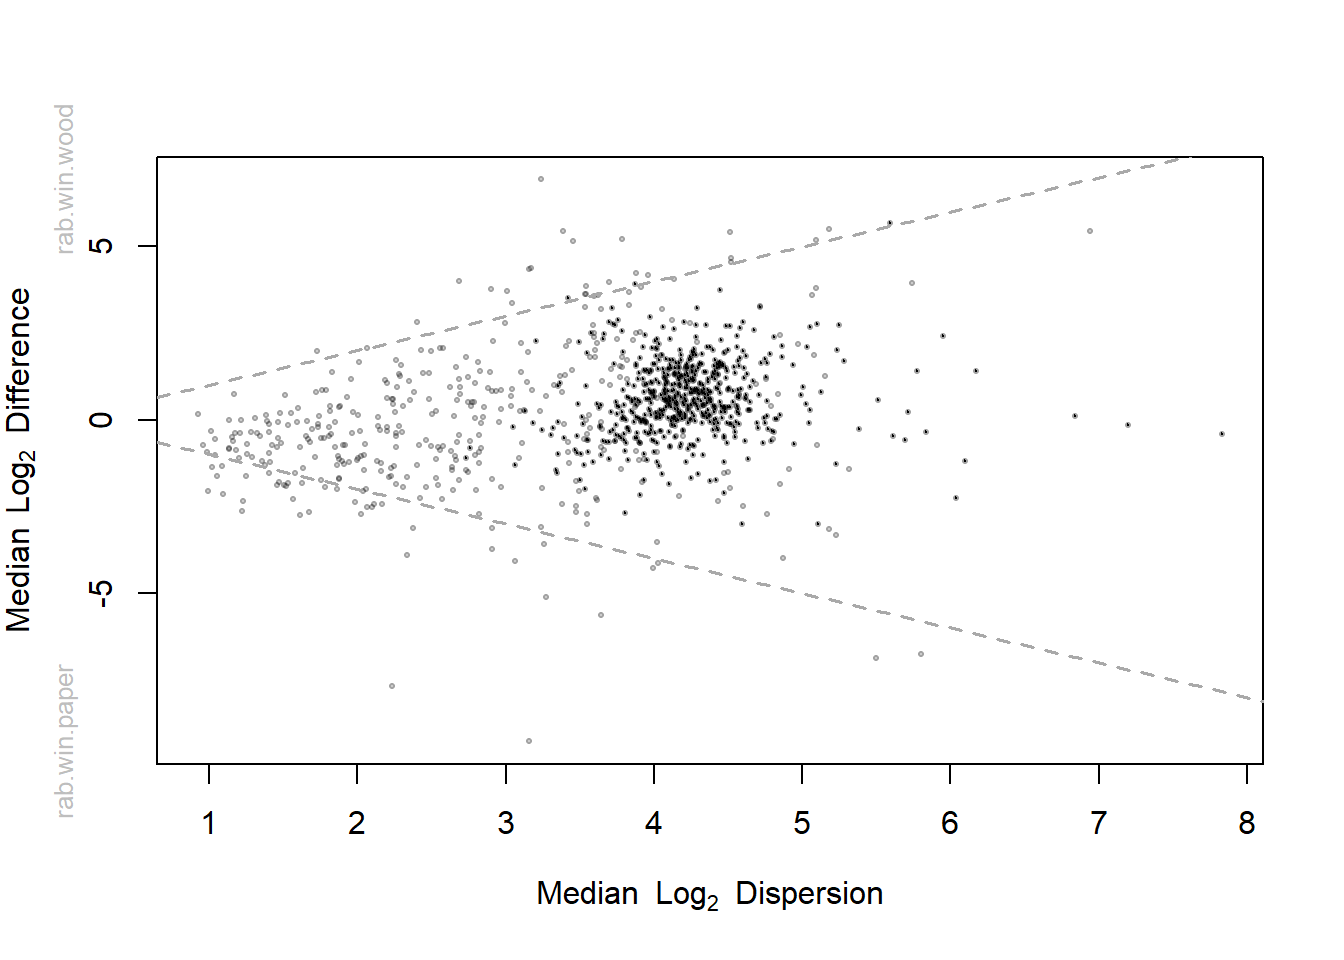 rab.win.wood
rab.win.paper
Median Log2 Difference
5
0
-5
1 2 3 4 5 6 7 8
Median Log2 Dispersion